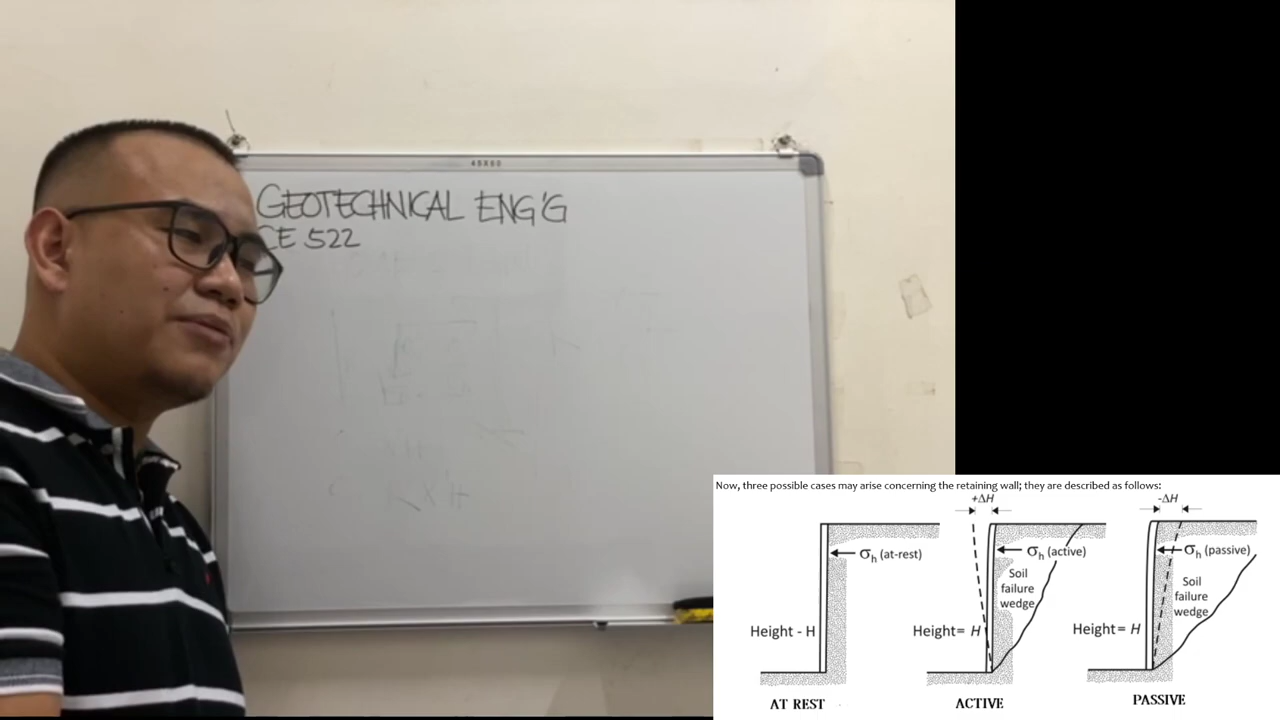 45X60
GEOTECHNICAL ENG'G
CE 522
Now, three possible cases may arise concerning the retaining wall; they are described as follows:
+ΔH
-ΔH
σh (at-rest)
σh (active)
σh (passive)
Soil
failure
wedge
Soil
failure
wedge
Height - H
Height= H
Height= H
AT REST
ACTIVE
PASSIVE